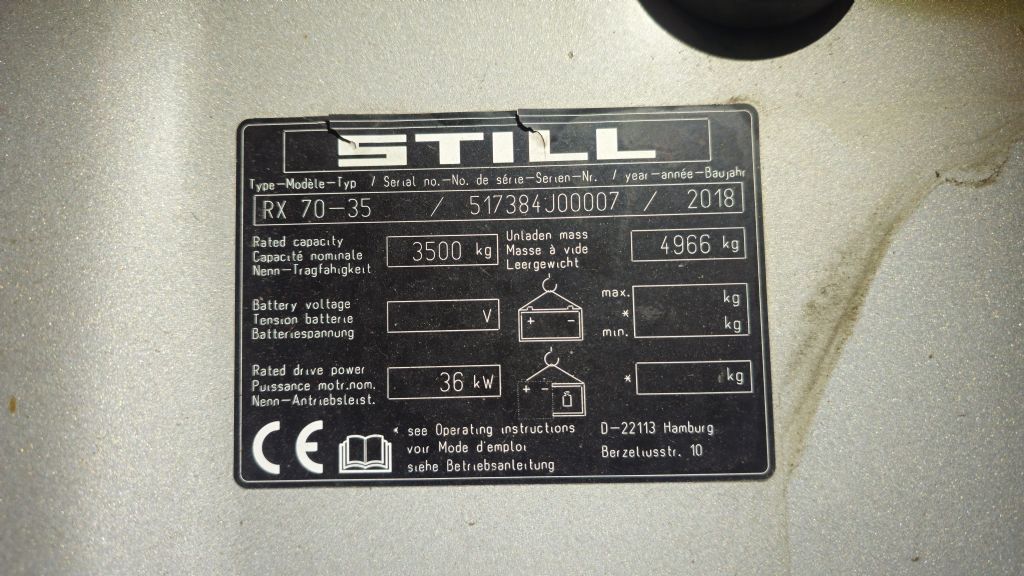 STILL
Type-Modèle-Typ / Serial no.-No. de série-Serien-Nr. / year-année-Baujahr
RX 70-35 / 517384J00007 / 2018
Rated capacity
Capacité nominale
Nenn-Tragfähigkeit
3500 kg
Unladen mass
Masse à vide
Leergewicht
4966 kg
Battery voltage
Tension batterie
Batteriespannung
V
+ -
max.
*
min.
kg
kg
Rated drive power
Puissance motr.nom.
Nenn-Antriebsleist.
36 kW
+ -
*
kg
CE
* see Operating instructions
voir Mode d'emploi
siehe Betriebsanleitung
D-22113 Hamburg
Berzeliusstr. 10